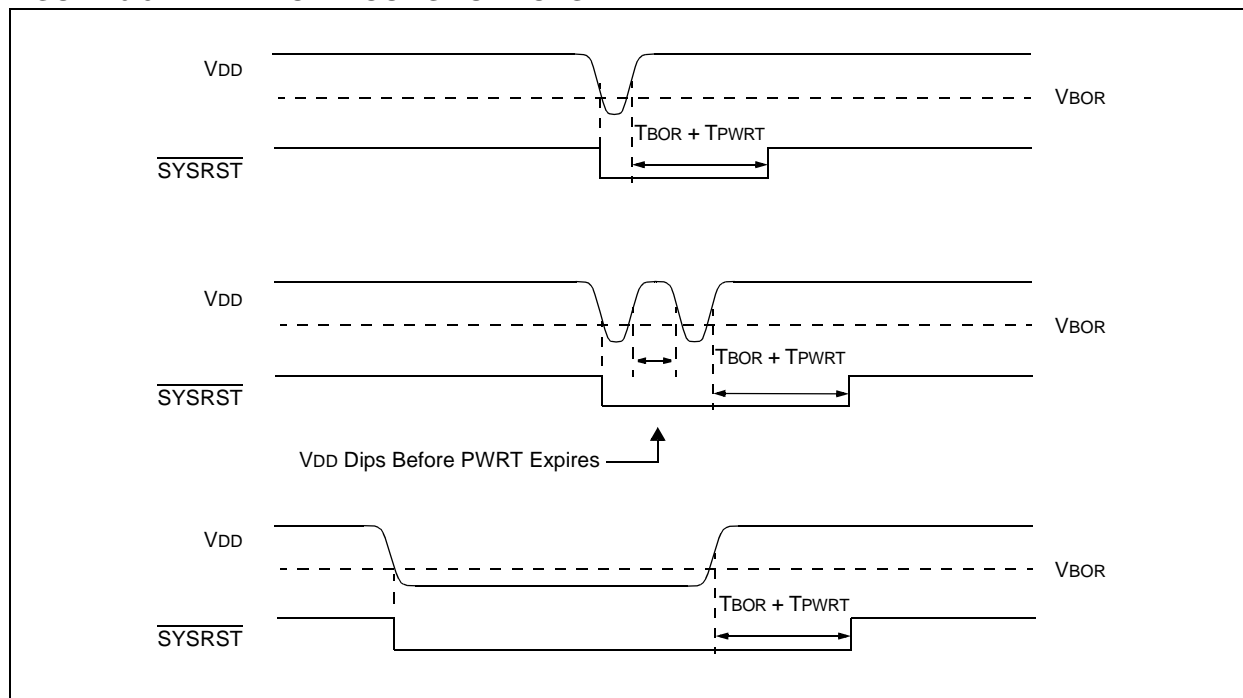 VDD
VBOR
TBOR + TPWRT
SYSRST
VDD
VBOR
TBOR + TPWRT
SYSRST
VDD Dips Before PWRT Expires
VDD
VBOR
TBOR + TPWRT
SYSRST